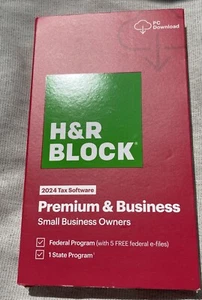 PC
Download
H&R
BLOCK®
2024 Tax Software
Premium & Business
Small Business Owners
Federal Program (with 5 FREE federal e-files)
1 State Program¹